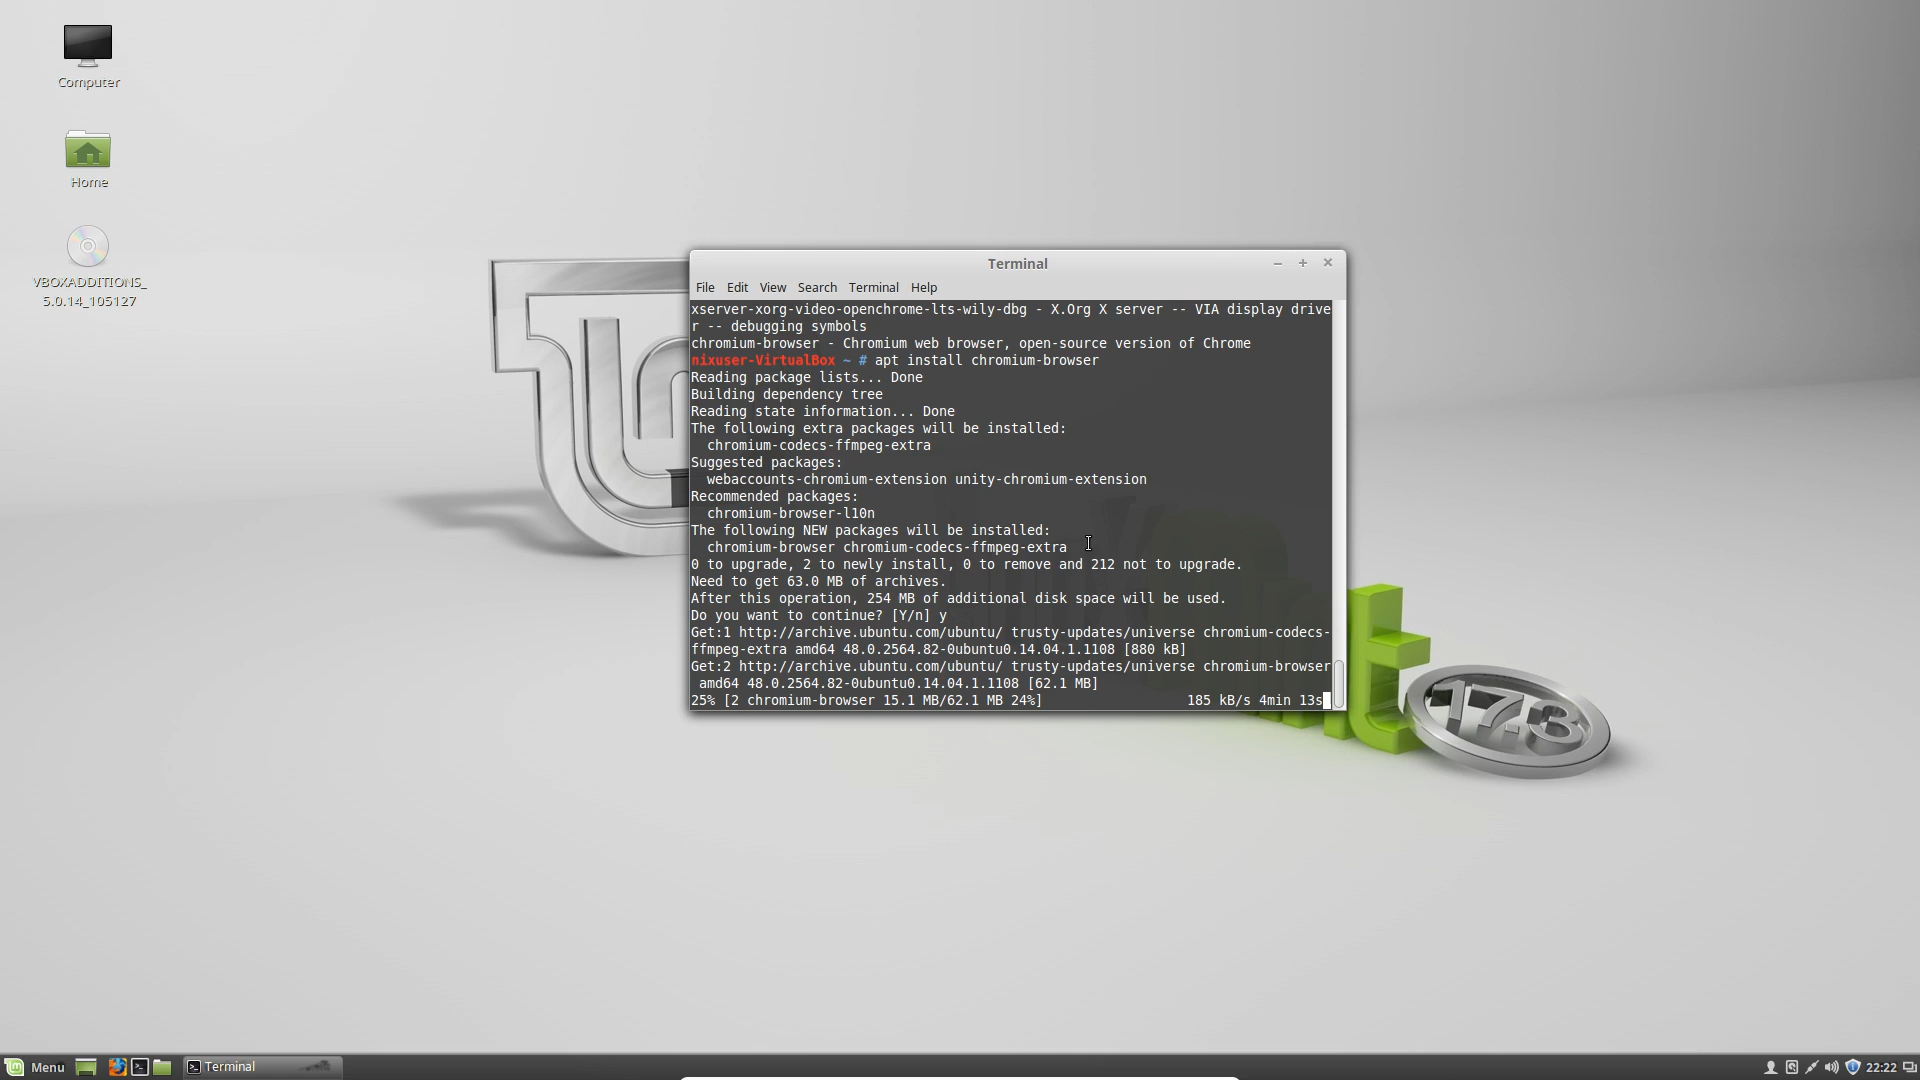 Computer
Home
VBOXADDITIONS_
5.0.14_105127
Terminal
File Edit View Search Terminal Help
xserver-xorg-video-openchrome-lts-wily-dbg - X.Org X server -- VIA display drive
r -- debugging symbols
chromium-browser - Chromium web browser, open-source version of Chrome
nixuser-VirtualBox ~ # apt install chromium-browser
Reading package lists... Done
Building dependency tree
Reading state information... Done
The following extra packages will be installed:
chromium-codecs-ffmpeg-extra
Suggested packages:
webaccounts-chromium-extension unity-chromium-extension
Recommended packages:
chromium-browser-l10n
The following NEW packages will be installed:
chromium-browser chromium-codecs-ffmpeg-extra
0 to upgrade, 2 to newly install, 0 to remove and 212 not to upgrade.
Need to get 63.0 MB of archives.
After this operation, 254 MB of additional disk space will be used.
Do you want to continue? [Y/n] y
Get:1 http://archive.ubuntu.com/ubuntu/ trusty-updates/universe chromium-codecs-
ffmpeg-extra amd64 48.0.2564.82-0ubuntu0.14.04.1.1108 [880 kB]
Get:2 http://archive.ubuntu.com/ubuntu/ trusty-updates/universe chromium-browser
amd64 48.0.2564.82-0ubuntu0.14.04.1.1108 [62.1 MB]
25% [2 chromium-browser 15.1 MB/62.1 MB 24%] 185 kB/s 4min 13s
17.3
Menu
Terminal
22:22